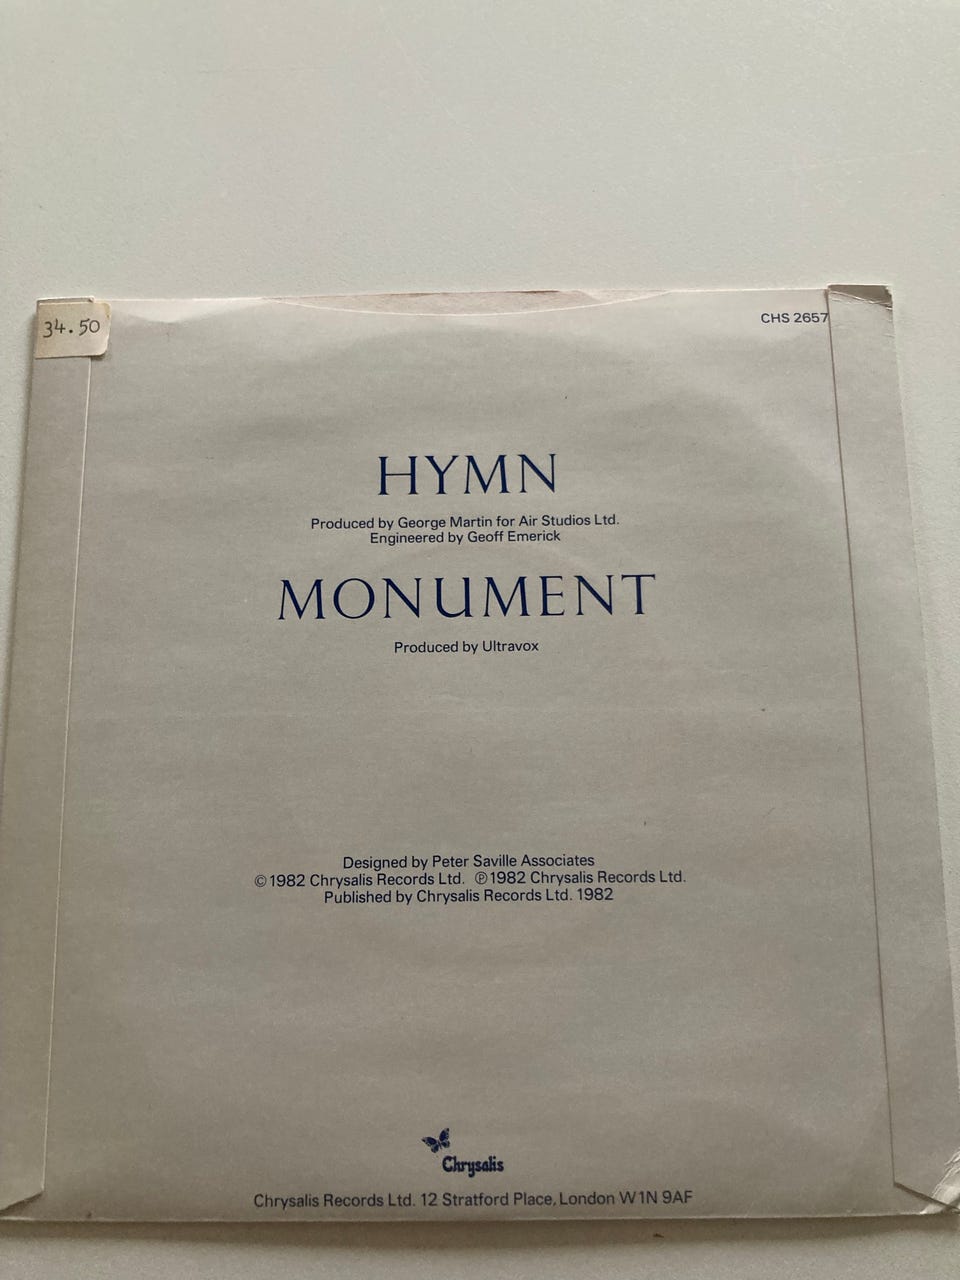 34.50
CHS 2657
HYMN
Produced by George Martin for Air Studios Ltd.
Engineered by Geoff Emerick
MONUMENT
Produced by Ultravox
Designed by Peter Saville Associates
©1982 Chrysalis Records Ltd. ℗1982 Chrysalis Records Ltd.
Published by Chrysalis Records Ltd. 1982
Chrysalis
Chrysalis Records Ltd. 12 Stratford Place, London W1N 9AF